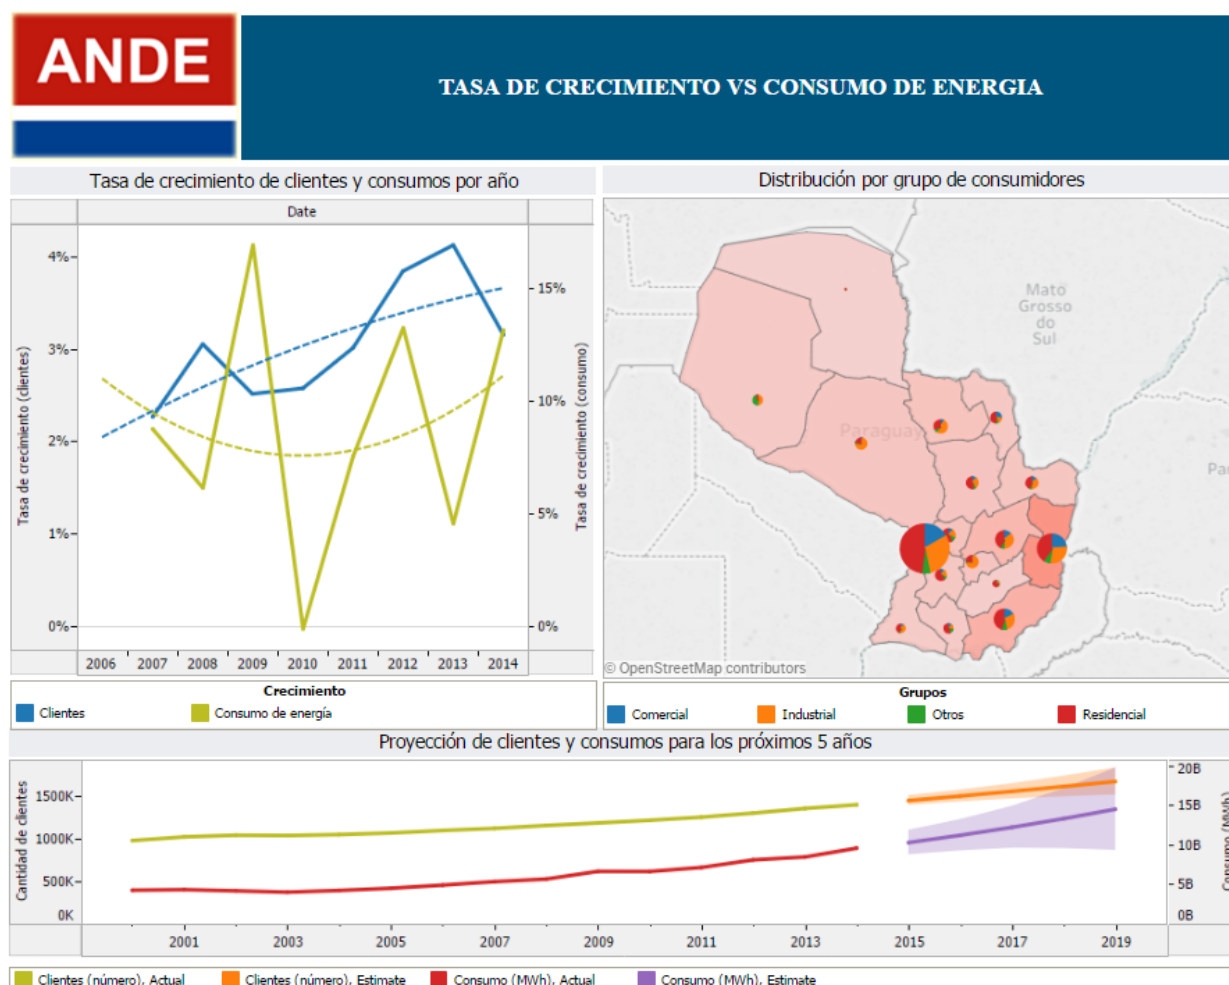 ANDE
TASA DE CRECIMIENTO VS CONSUMO DE ENERGIA
Tasa de crecimiento de clientes y consumos por año
Date
Tasa de crecimiento (clientes)
4%
3%
2%
1%
0%
15%
10%
5%
0%
Tasa de crecimiento (consumo)
2006 2007 2008 2009 2010 2011 2012 2013 2014
Crecimiento
Clientes Consumo de energía
Distribución por grupo de consumidores
Mato
Grosso
do
Sul
Paraguay
Pa
© OpenStreetMap contributors
Grupos
Comercial Industrial Otros Residencial
Proyección de clientes y consumos para los próximos 5 años
Cantidad de clientes
1500K
1000K
500K
0K
20B
15B
10B
5B
0B
Consumo (MWh)
2001 2003 2005 2007 2009 2011 2013 2015 2017 2019
Clientes (número), Actual Clientes (número), Estimate Consumo (MWh), Actual Consumo (MWh), Estimate